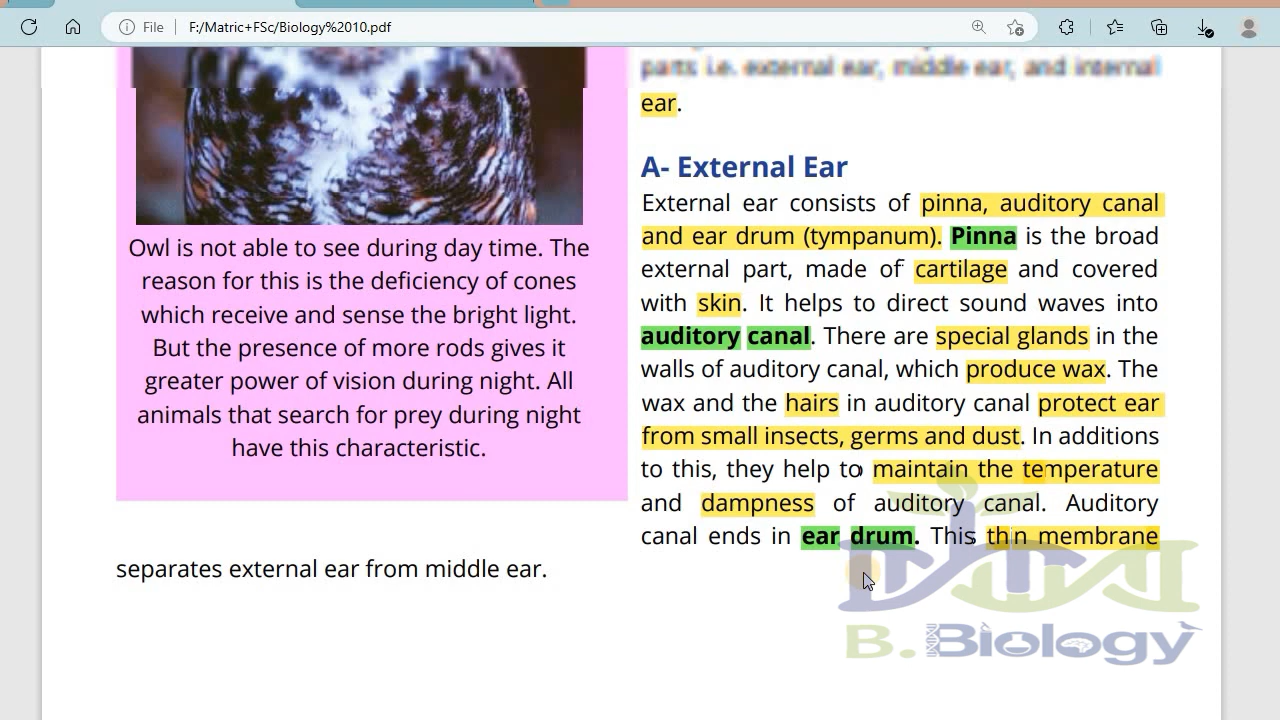 File
F:/Matric+FSc/Biology%2010.pdf
parts i.e. external ear, middle ear, and internal
ear.
A- External Ear
External ear consists of pinna, auditory canal
and ear drum (tympanum). Pinna is the broad
external part, made of cartilage and covered
with skin. It helps to direct sound waves into
auditory canal. There are special glands in the
walls of auditory canal, which produce wax. The
wax and the hairs in auditory canal protect ear
from small insects, germs and dust. In additions
to this, they help to maintain the temperature
and dampness of auditory canal. Auditory
canal ends in ear drum. This thin membrane
separates external ear from middle ear.
Owl is not able to see during day time. The
reason for this is the deficiency of cones
which receive and sense the bright light.
But the presence of more rods gives it
greater power of vision during night. All
animals that search for prey during night
have this characteristic.
B. Biology